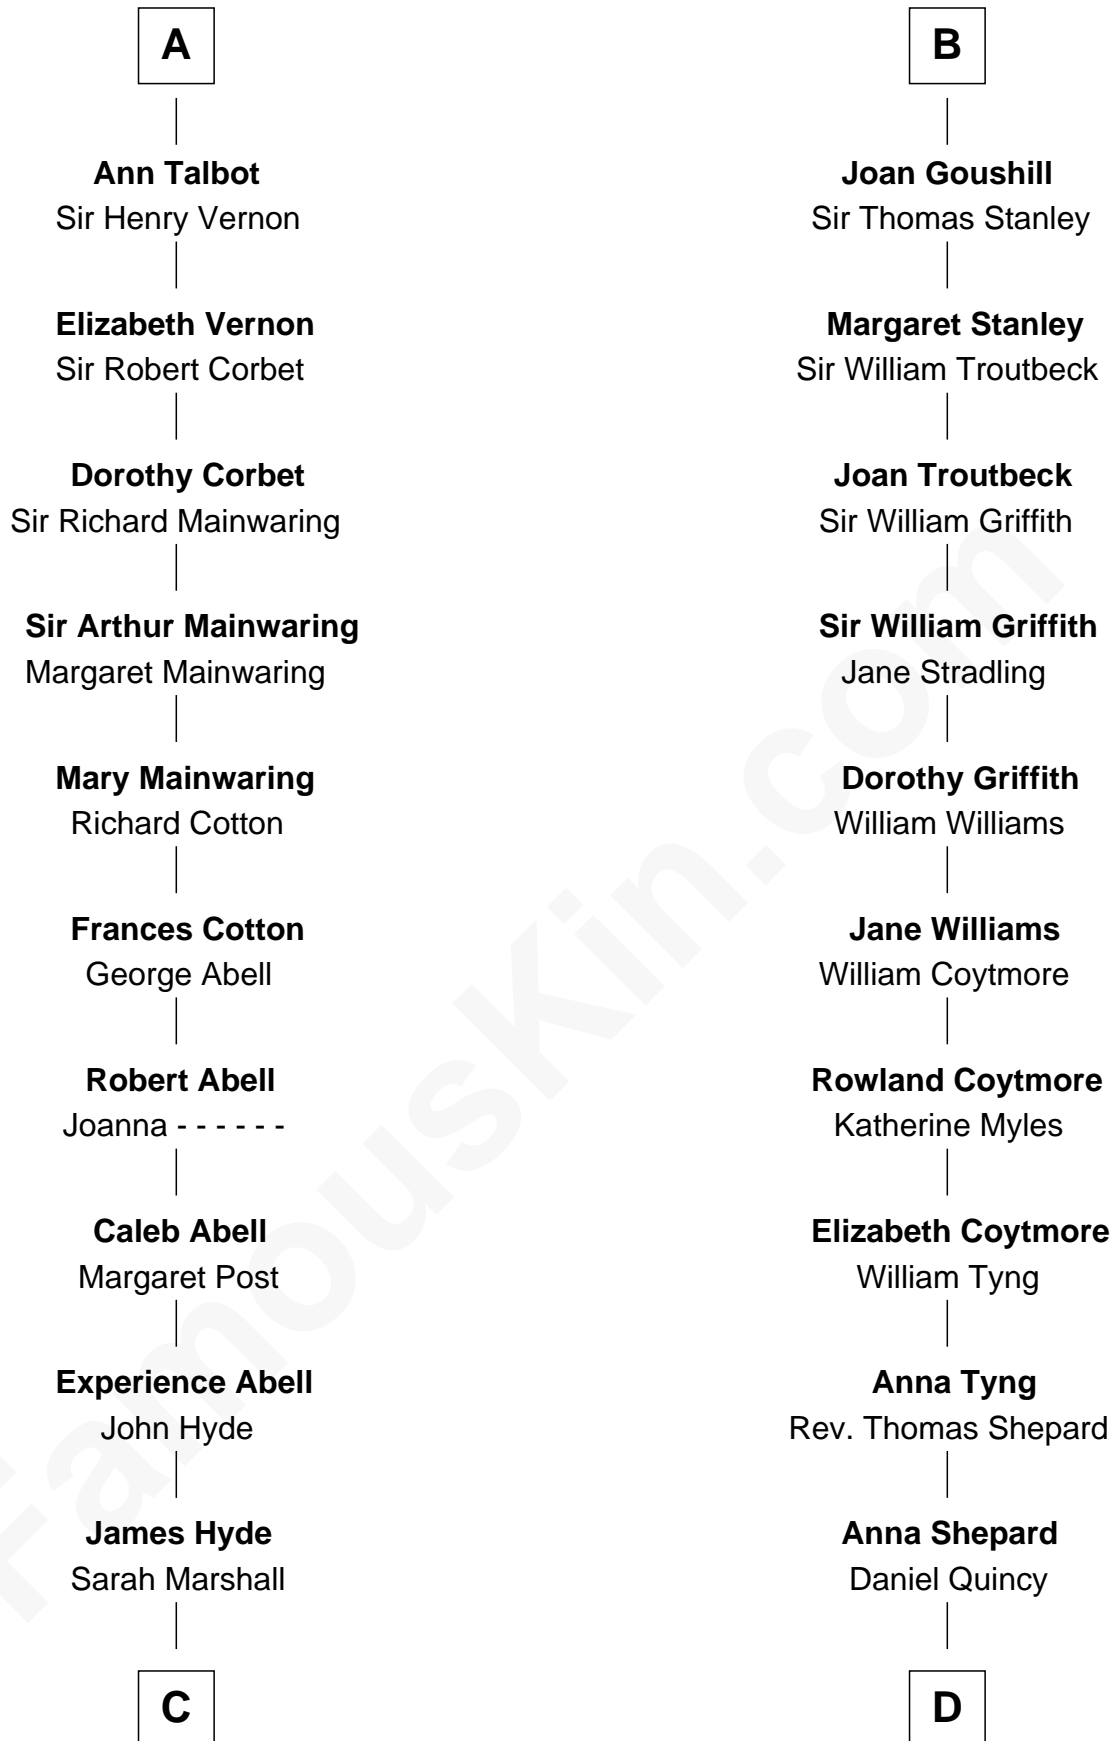 A
Ann Talbot
Sir Henry Vernon
Elizabeth Vernon
Sir Robert Corbet
Dorothy Corbet
Sir Richard Mainwaring
Sir Arthur Mainwaring
Margaret Mainwaring
Mary Mainwaring
Richard Cotton
Frances Cotton
George Abell
Robert Abell
Joanna - - - - - -
Caleb Abell
Margaret Post
Experience Abell
John Hyde
James Hyde
Sarah Marshall
C
B
Joan Goushill
Sir Thomas Stanley
Margaret Stanley
Sir William Troutbeck
Joan Troutbeck
Sir William Griffith
Sir William Griffith
Jane Stradling
Dorothy Griffith
William Williams
Jane Williams
William Coytmore
Rowland Coytmore
Katherine Myles
Elizabeth Coytmore
William Tyng
Anna Tyng
Rev. Thomas Shepard
Anna Shepard
Daniel Quincy
D
FamousKin.com